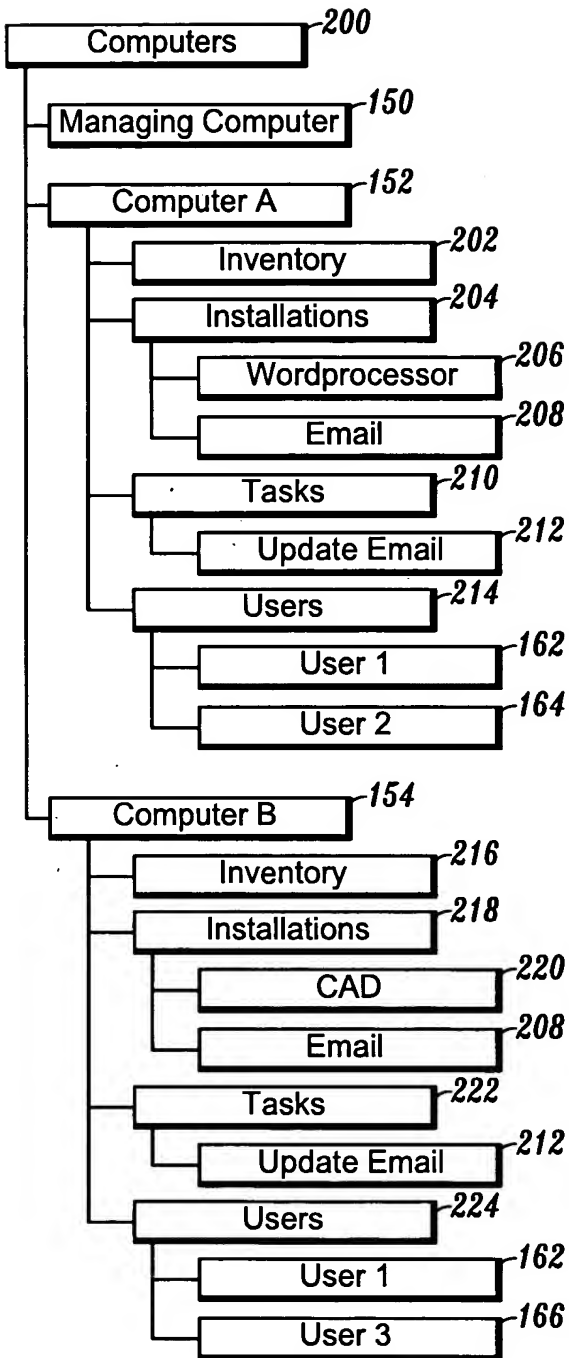 Computers 200
Managing Computer 150
Computer A 152
Inventory 202
Installations 204
Wordprocessor 206
Email 208
Tasks 210
Update Email 212
Users 214
User 1 162
User 2 164
Computer B 154
Inventory 216
Installations 218
CAD 220
Email 208
Tasks 222
Update Email 212
Users 224
User 1 162
User 3 166